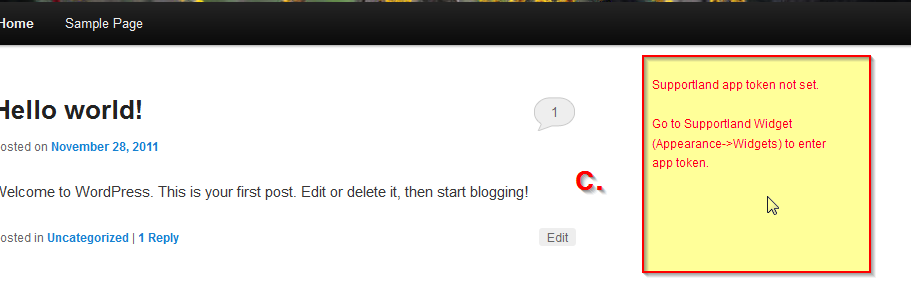 Home Sample Page
Hello world!
1
osted on November 28, 2011
Welcome to WordPress. This is your first post. Edit or delete it, then start blogging!
C.
osted in Uncategorized | 1 Reply
Edit
Supportland app token not set.
Go to Supportland Widget
(Appearance->Widgets) to enter
app token.